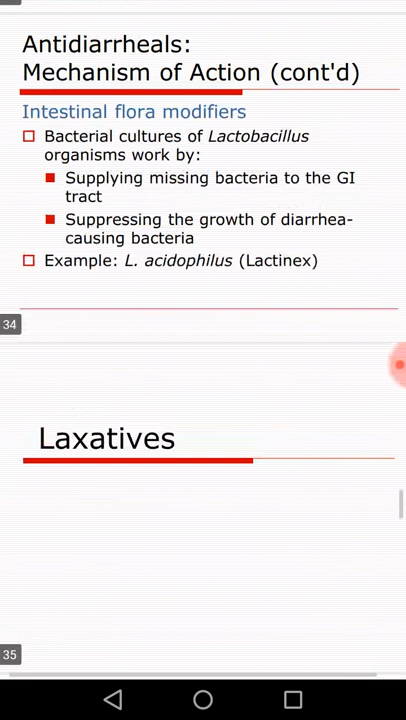 Antidiarrheals:
Mechanism of Action (cont'd)
Intestinal flora modifiers
Bacterial cultures of Lactobacillus
organisms work by:
Supplying missing bacteria to the GI
tract
Suppressing the growth of diarrhea-
causing bacteria
Example: L. acidophilus (Lactinex)
34
Laxatives
35